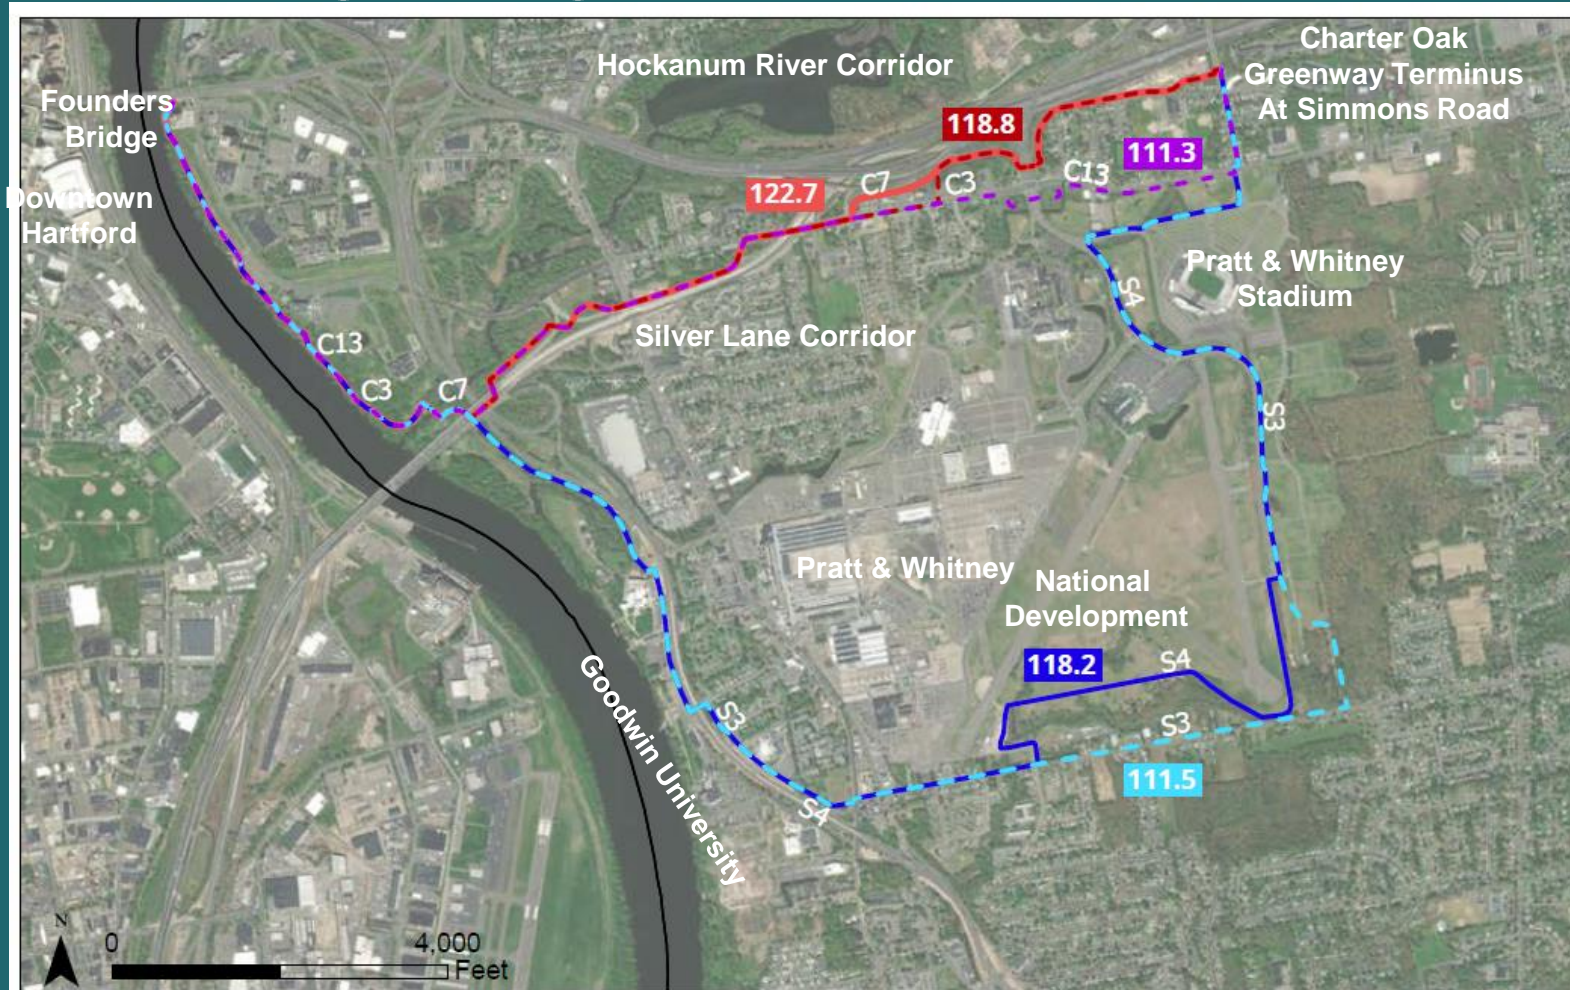 Hockanum River Corridor
Charter Oak
Greenway Terminus
At Simmons Road
Founders
Bridge
118.8
111.3
122.7
C7
C3
C13
Downtown
Hartford
Pratt & Whitney
Stadium
S4
Silver Lane Corridor
C13
C3
C7
S3
Pratt & Whitney
National
Development
118.2
S4
Goodwin University
S3
S3
111.5
S4
N
0
4,000
Feet